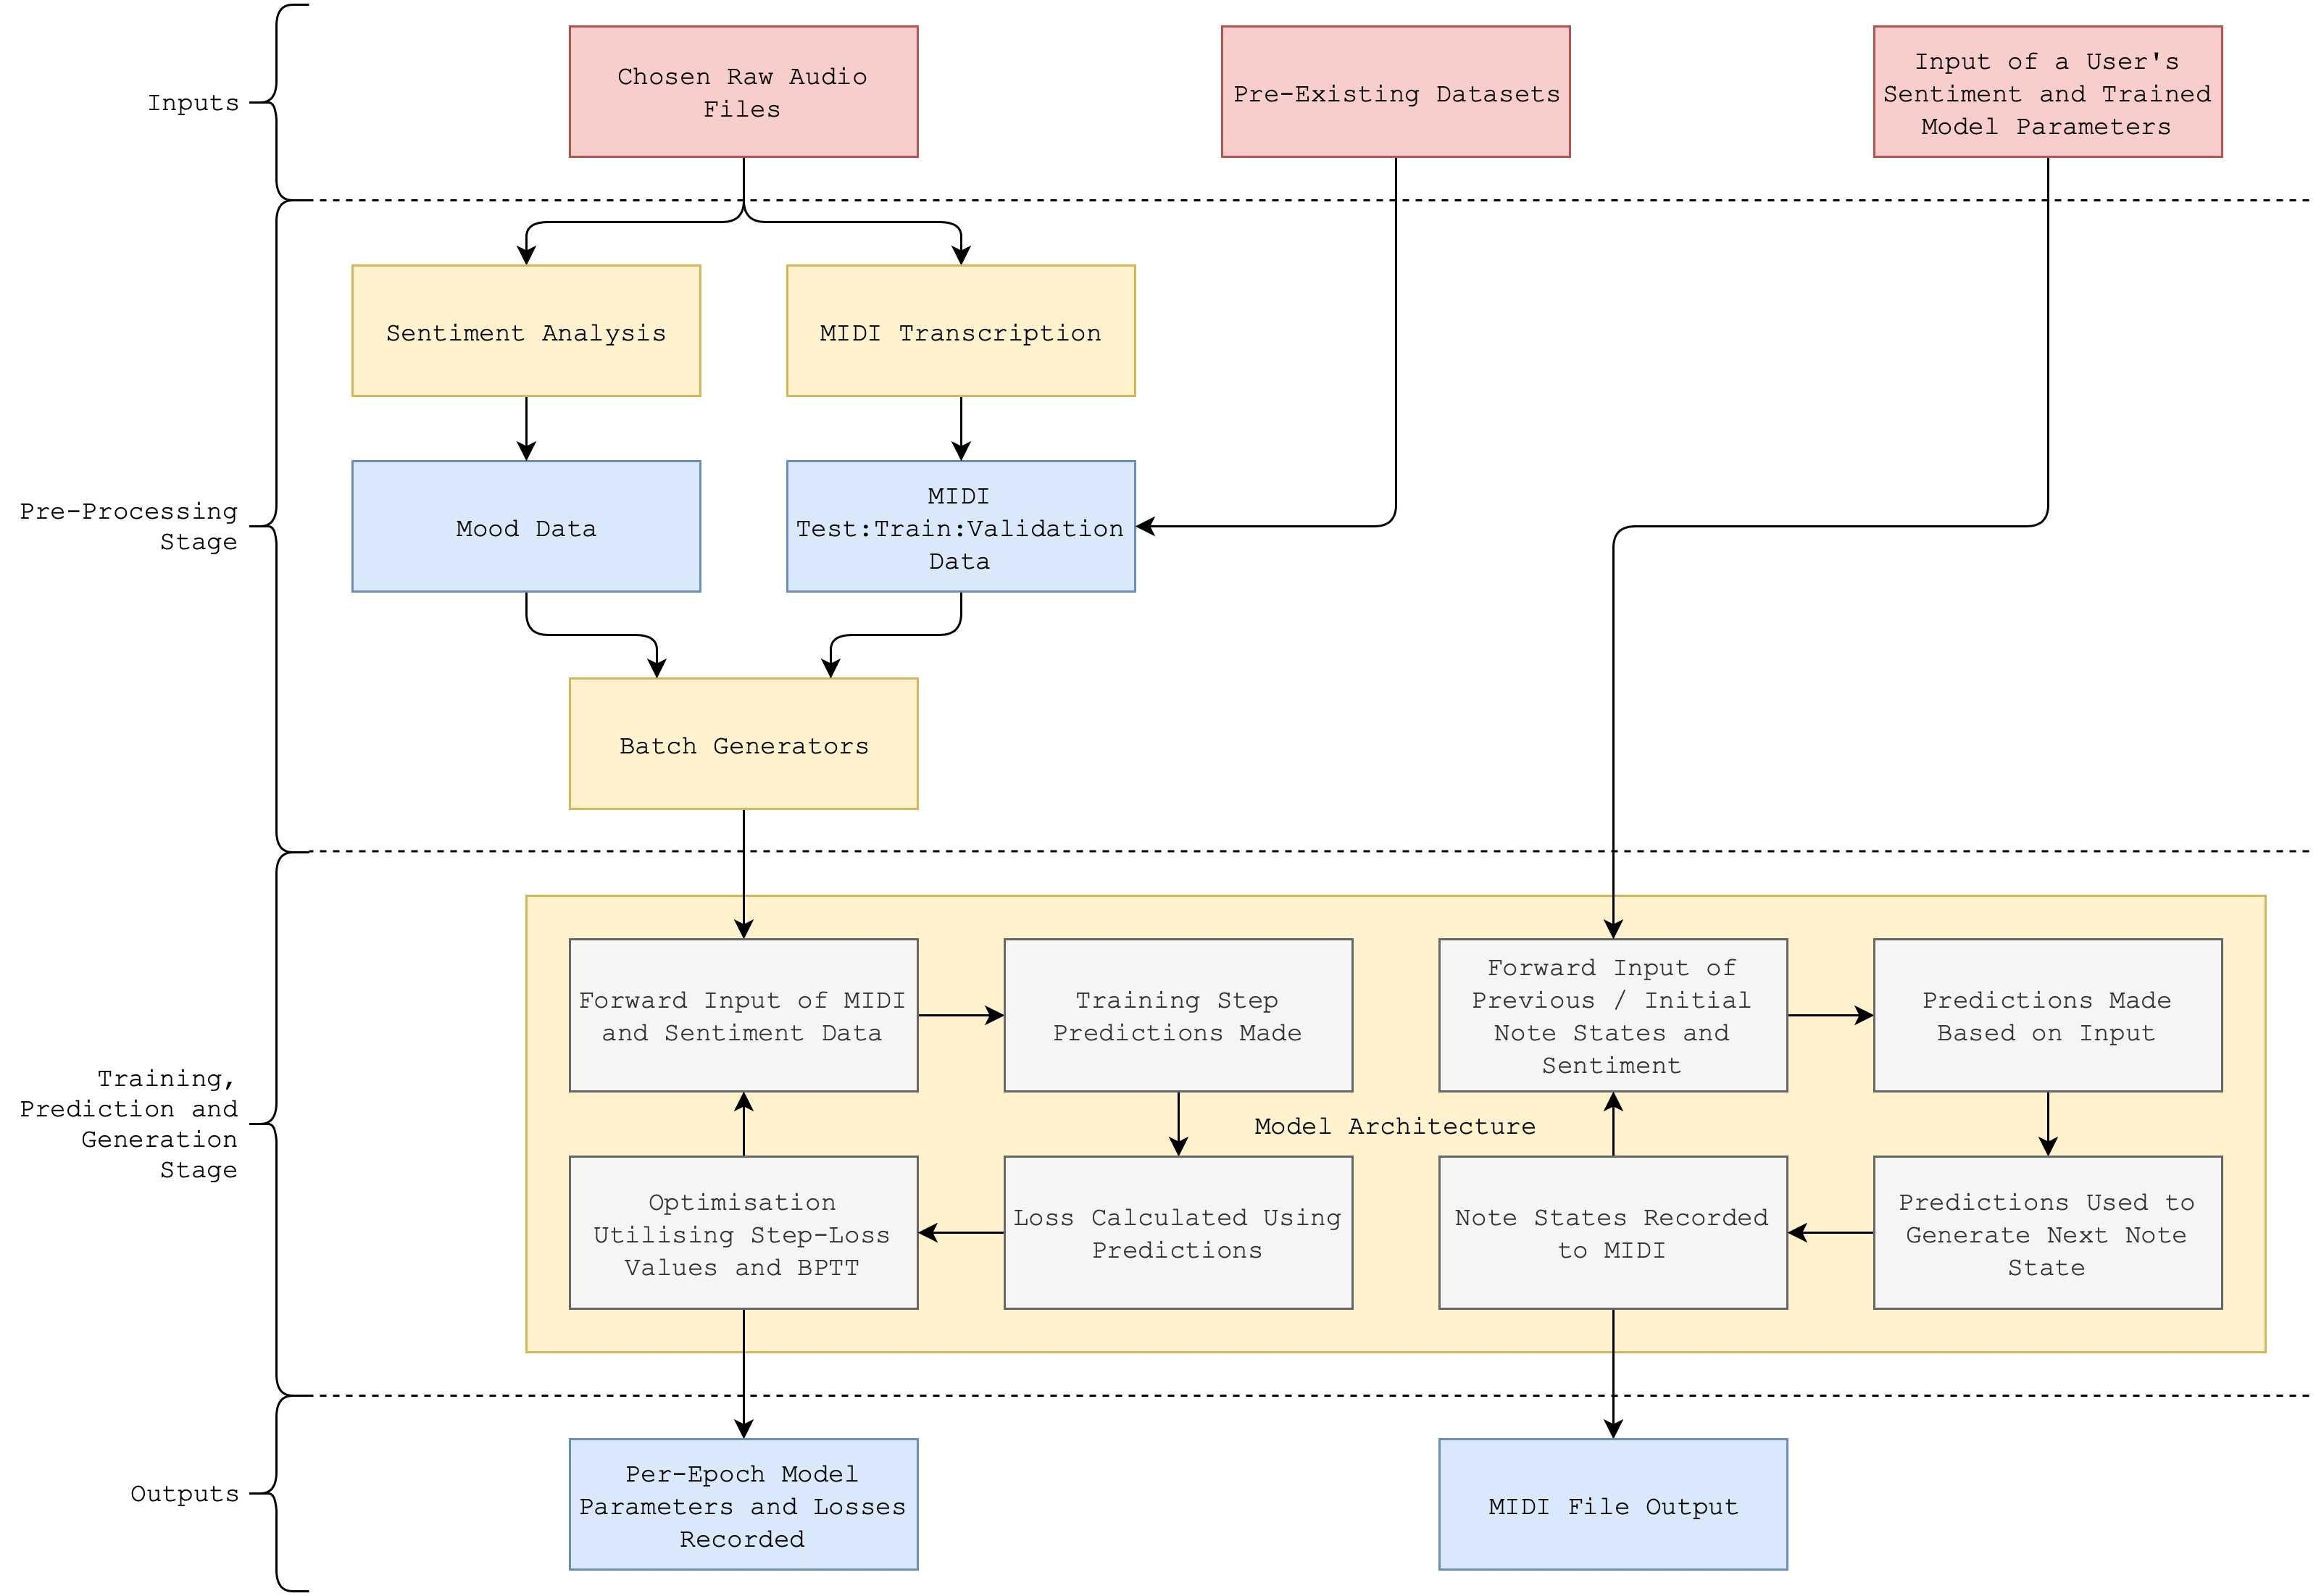 Inputs
Chosen Raw Audio
Files
Pre-Existing Datasets
Input of a User's
Sentiment and Trained
Model Parameters
Pre-Processing
Stage
Sentiment Analysis
MIDI Transcription
Mood Data
MIDI
Test:Train:Validation
Data
Batch Generators
Training,
Prediction and
Generation
Stage
Forward Input of MIDI
and Sentiment Data
Training Step
Predictions Made
Forward Input of
Previous / Initial
Note States and
Sentiment
Predictions Made
Based on Input
Model Architecture
Optimisation
Utilising Step-Loss
Values and BPTT
Loss Calculated Using
Predictions
Note States Recorded
to MIDI
Predictions Used to
Generate Next Note
State
Outputs
Per-Epoch Model
Parameters and Losses
Recorded
MIDI File Output